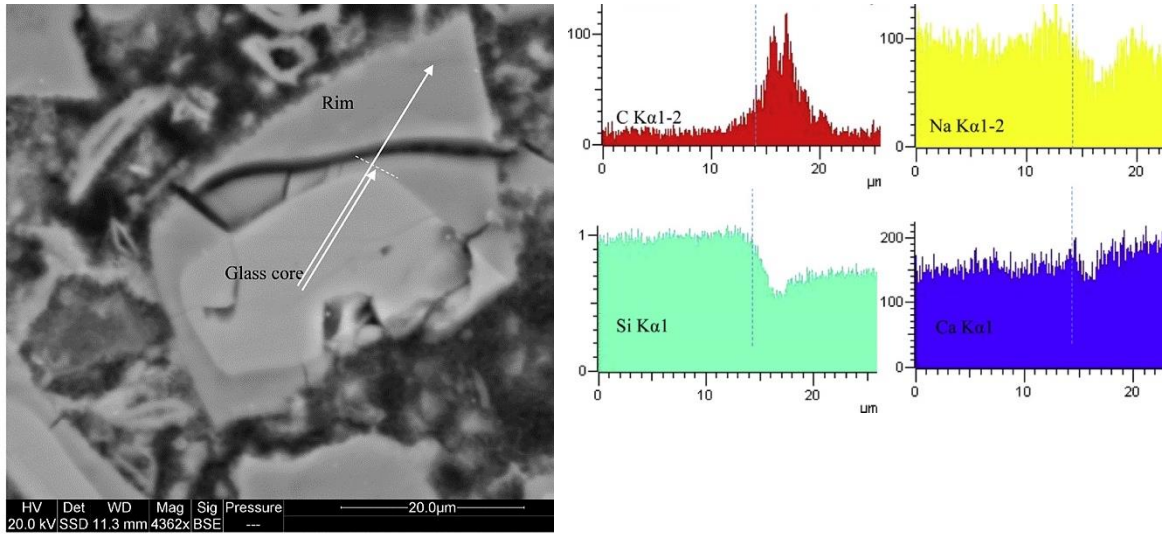 Rim
Glass core
HV Det WD Mag Sig Pressure
20.0 kV SSD 11.3 mm 4362x BSE ---
20.0µm
100
0
C Kα1-2
0 10 20
µm
100
0
Na Kα1-2
0 10 20
1
0
Si Kα1
0 10 20
µm
200
100
0
Ca Kα1
0 10 20